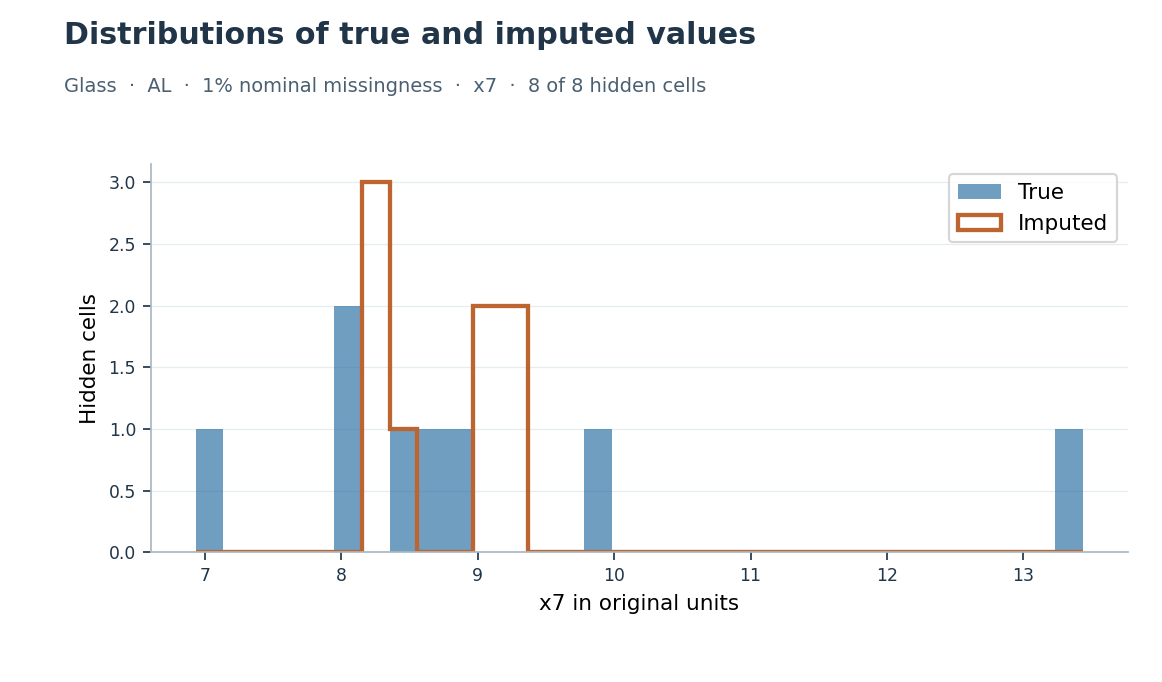 Distributions of true and imputed values
Glass · AL · 1% nominal missingness · x7 · 8 of 8 hidden cells
True
Imputed
Hidden cells
3.0
2.5
2.0
1.5
1.0
0.5
0.0
7 8 9 10 11 12 13
x7 in original units